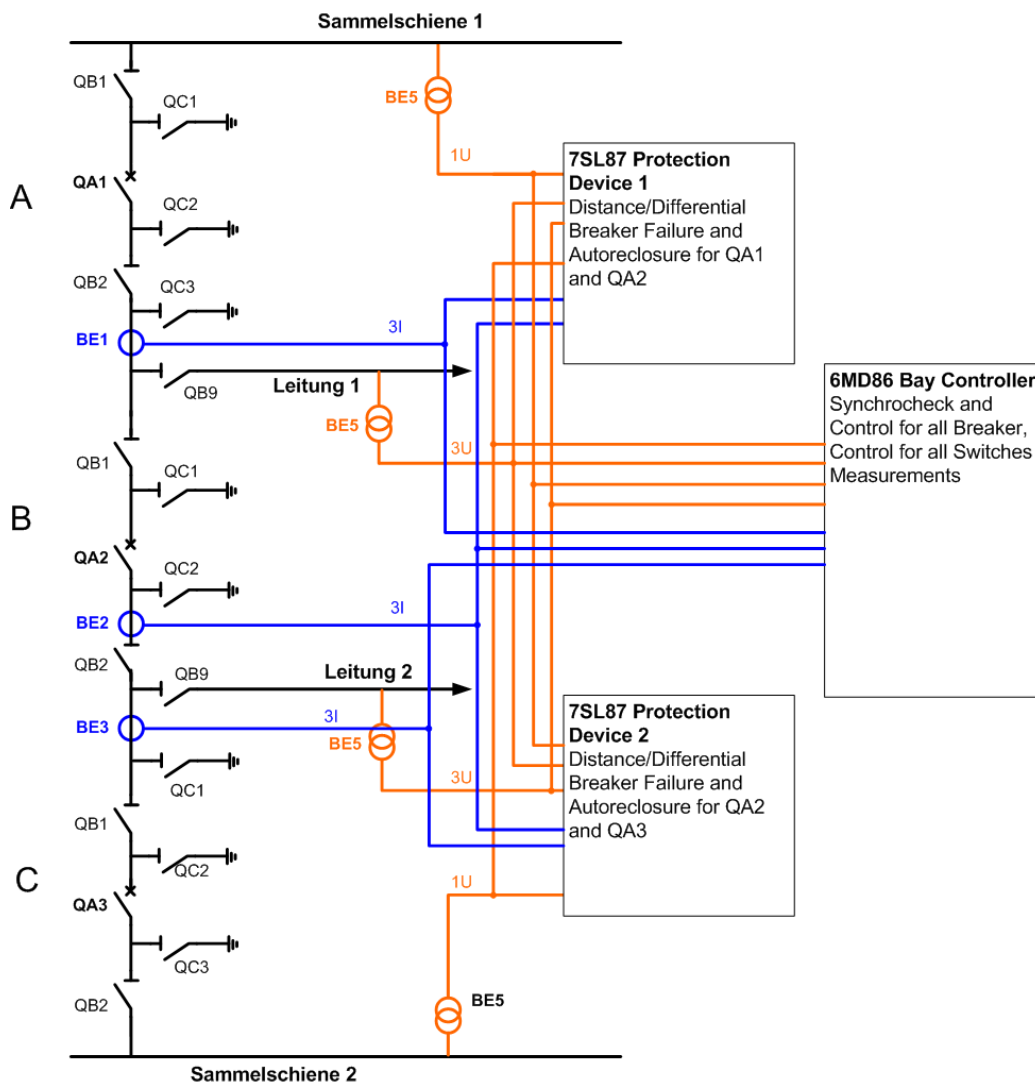 Sammelschiene 1
QB1
QC1
BE5
1U
7SL87 Protection
Device 1
Distance/Differential
Breaker Failure and
Autoreclosure for QA1
and QA2
A
QA1
QC2
QB2
QC3
BE1
3I
QB9
Leitung 1
BE5
3U
6MD86 Bay Controller
Synchrocheck and
Control for all Breaker,
Control for all Switches
Measurements
QB1
QC1
B
QA2
QC2
BE2
3I
QB2
QB9
Leitung 2
BE3
3I
BE5
3U
7SL87 Protection
Device 2
Distance/Differential
Breaker Failure and
Autoreclosure for QA2
and QA3
QC1
QB1
QC2
C
1U
QA3
QC3
QB2
BE5
Sammelschiene 2